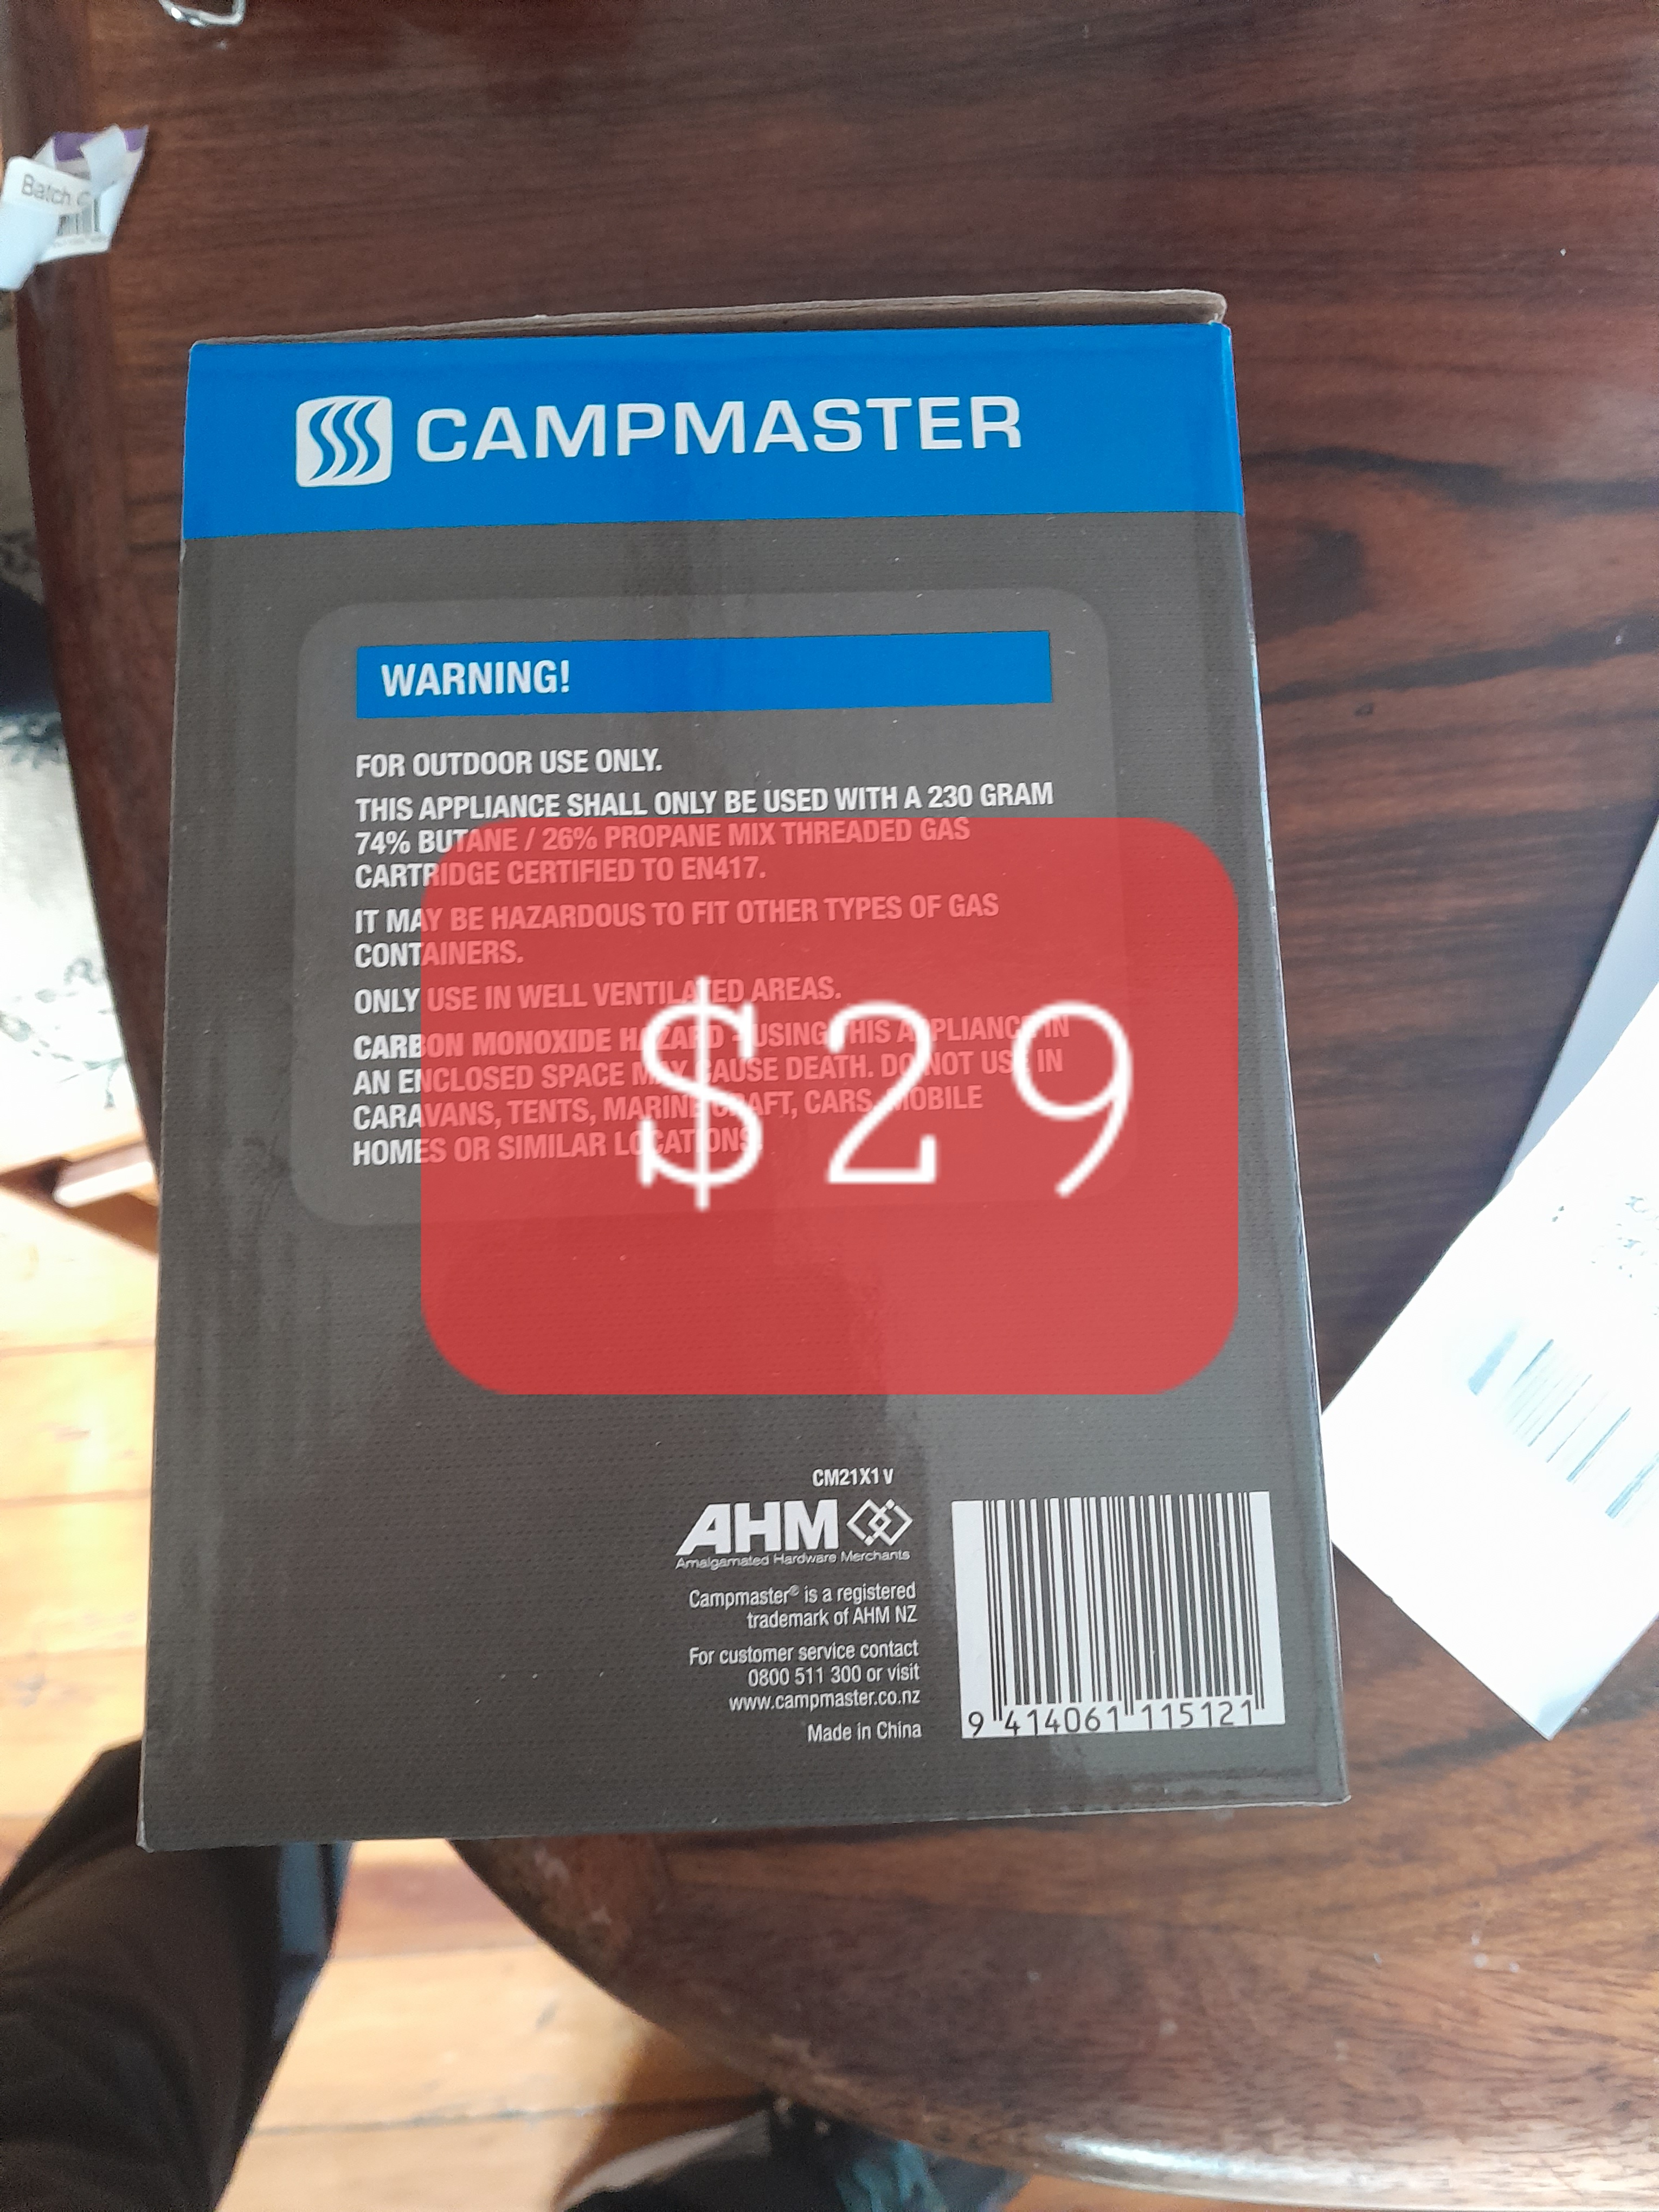 Batch
CAMPMASTER
WARNING!
FOR OUTDOOR USE ONLY.
THIS APPLIANCE SHALL ONLY BE USED WITH A 230 GRAM
74% BUTANE / 26% PROPANE MIX THREADED GAS
CARTRIDGE CERTIFIED TO EN417.
IT MAY BE HAZARDOUS TO FIT OTHER TYPES OF GAS
CONTAINERS.
ONLY USE IN WELL VENTILATED AREAS.
CARBON MONOXIDE HAZARD - USING THIS APPLIANCE IN
AN ENCLOSED SPACE MAY CAUSE DEATH. DO NOT USE IN
CARAVANS, TENTS, MARINE CRAFT, CARS, MOBILE
HOMES OR SIMILAR LOCATIONS.
$29
CM21X1 V
AHM
Amalgamated Hardware Merchants
Campmaster® is a registered
trademark of AHM NZ
For customer service contact
0800 511 300 or visit
www.campmaster.co.nz
Made in China
9 414061 115121